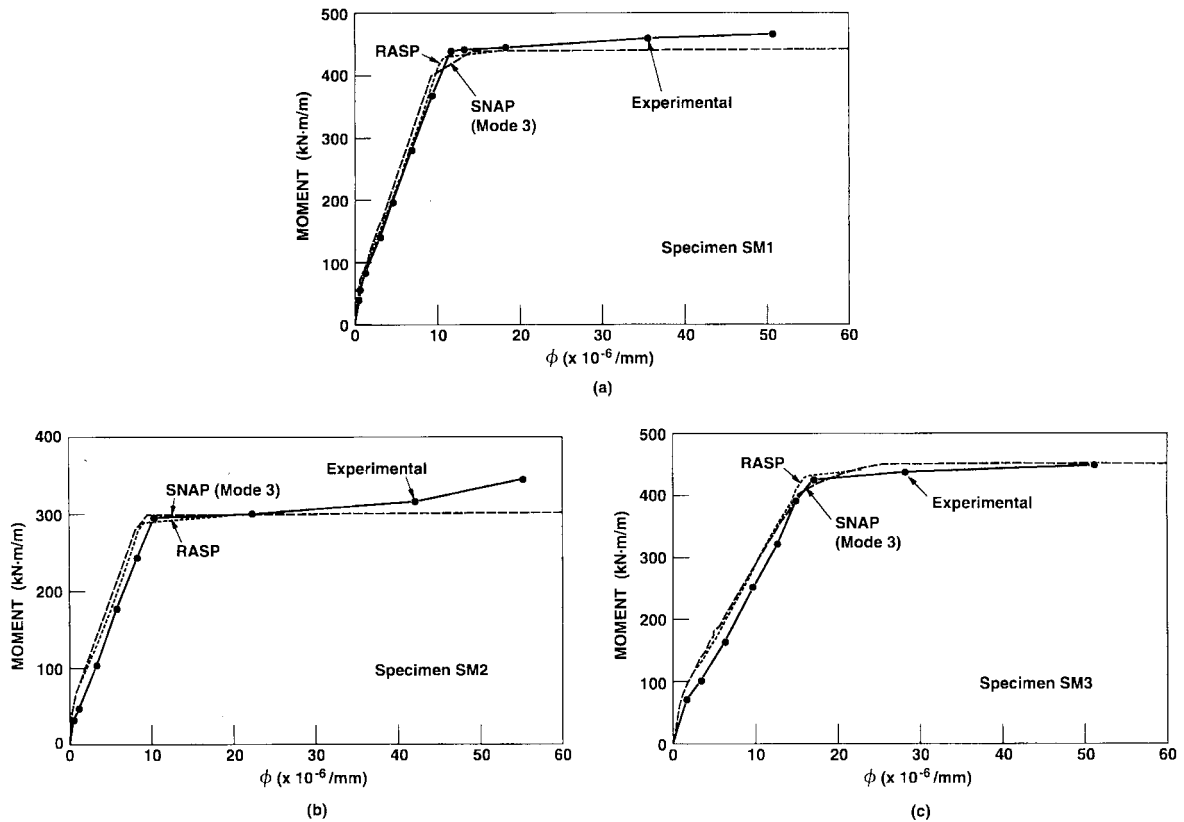 500
400
300
200
100
0
MOMENT (kN·m/m)
RASP
SNAP
(Mode 3)
Experimental
Specimen SM1
0 10 20 30 40 50 60
ϕ (x 10⁻⁶/mm)
(a)
400
300
200
100
0
MOMENT (kN·m/m)
Experimental
SNAP (Mode 3)
RASP
Specimen SM2
0 10 20 30 40 50 60
ϕ (x 10⁻⁶/mm)
(b)
500
400
300
200
100
0
MOMENT (kN·m/m)
RASP
Experimental
SNAP
(Mode 3)
Specimen SM3
0 10 20 30 40 50 60
ϕ (x 10⁻⁶/mm)
(c)